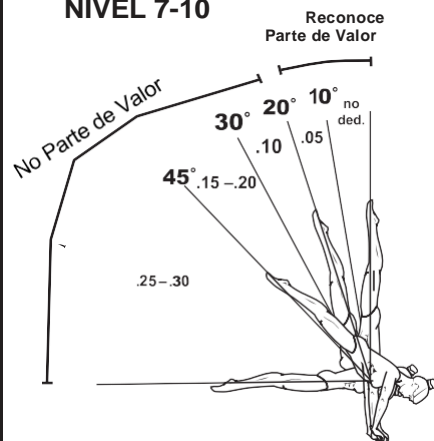 NIVEL 7-10
Reconoce
Parte de Valor
No Parte de Valor
30°
20°
10°
no
ded.
.10
.05
45°
.15 –.20
.25–.30